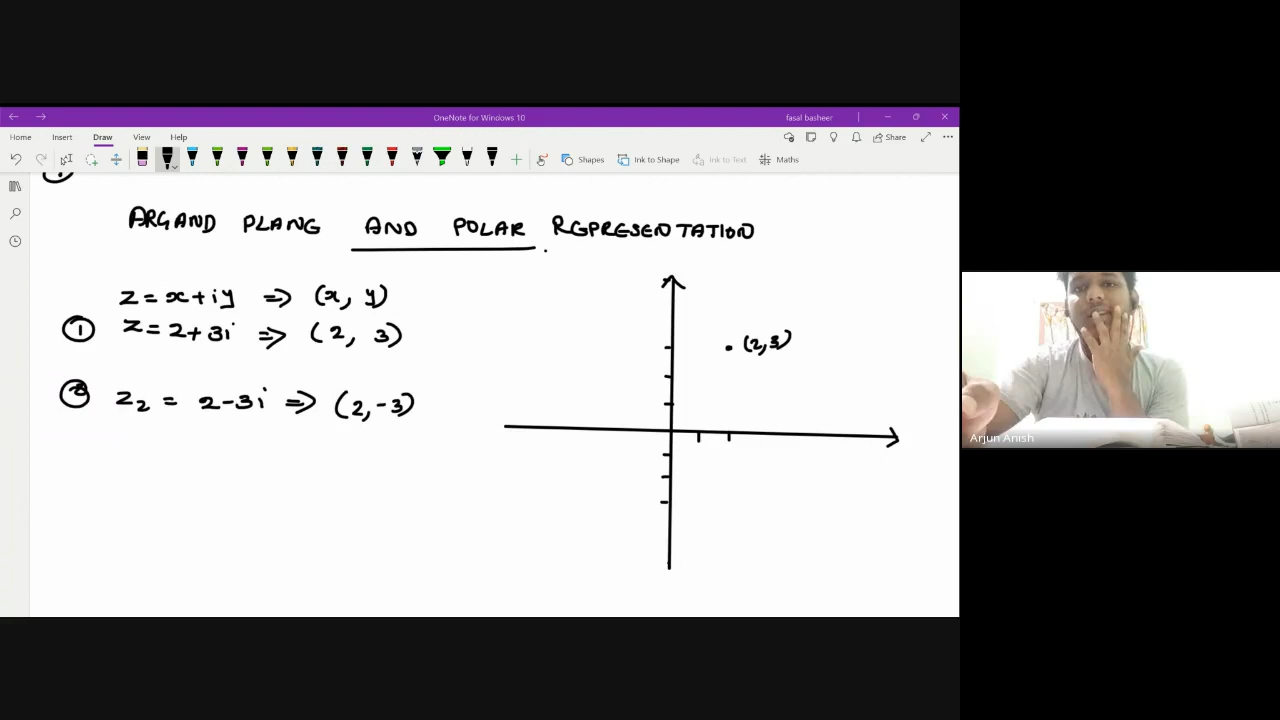 OneNote for Windows 10
fasal basheer
Home Insert Draw View Help
Share
Shapes Ink to Shape Ink to Text Maths
ARGAND PLANE AND POLAR REPRESENTATION
z = x+iy ⇒ (x, y)
① z = 2+3i ⇒ (2, 3)
(2,3)
② z₂ = 2-3i ⇒ (2,-3)
Arjun Anish